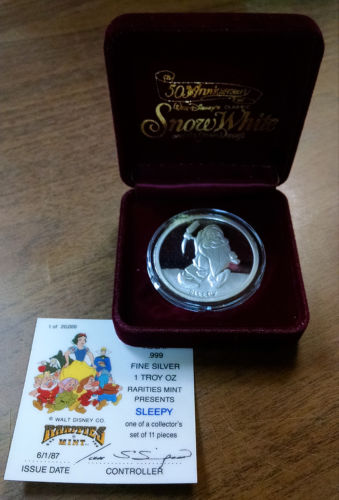 50th Anniversary
Walt Disney's Classic
Snow White
SLEEPY
1 of 20,000
.999
FINE SILVER
1 TROY OZ
RARITIES MINT
PRESENTS
SLEEPY
one of a collector's
set of 11 pieces
© WALT DISNEY CO.
RARITIES
MINT
6/1/87
ISSUE DATE
CONTROLLER